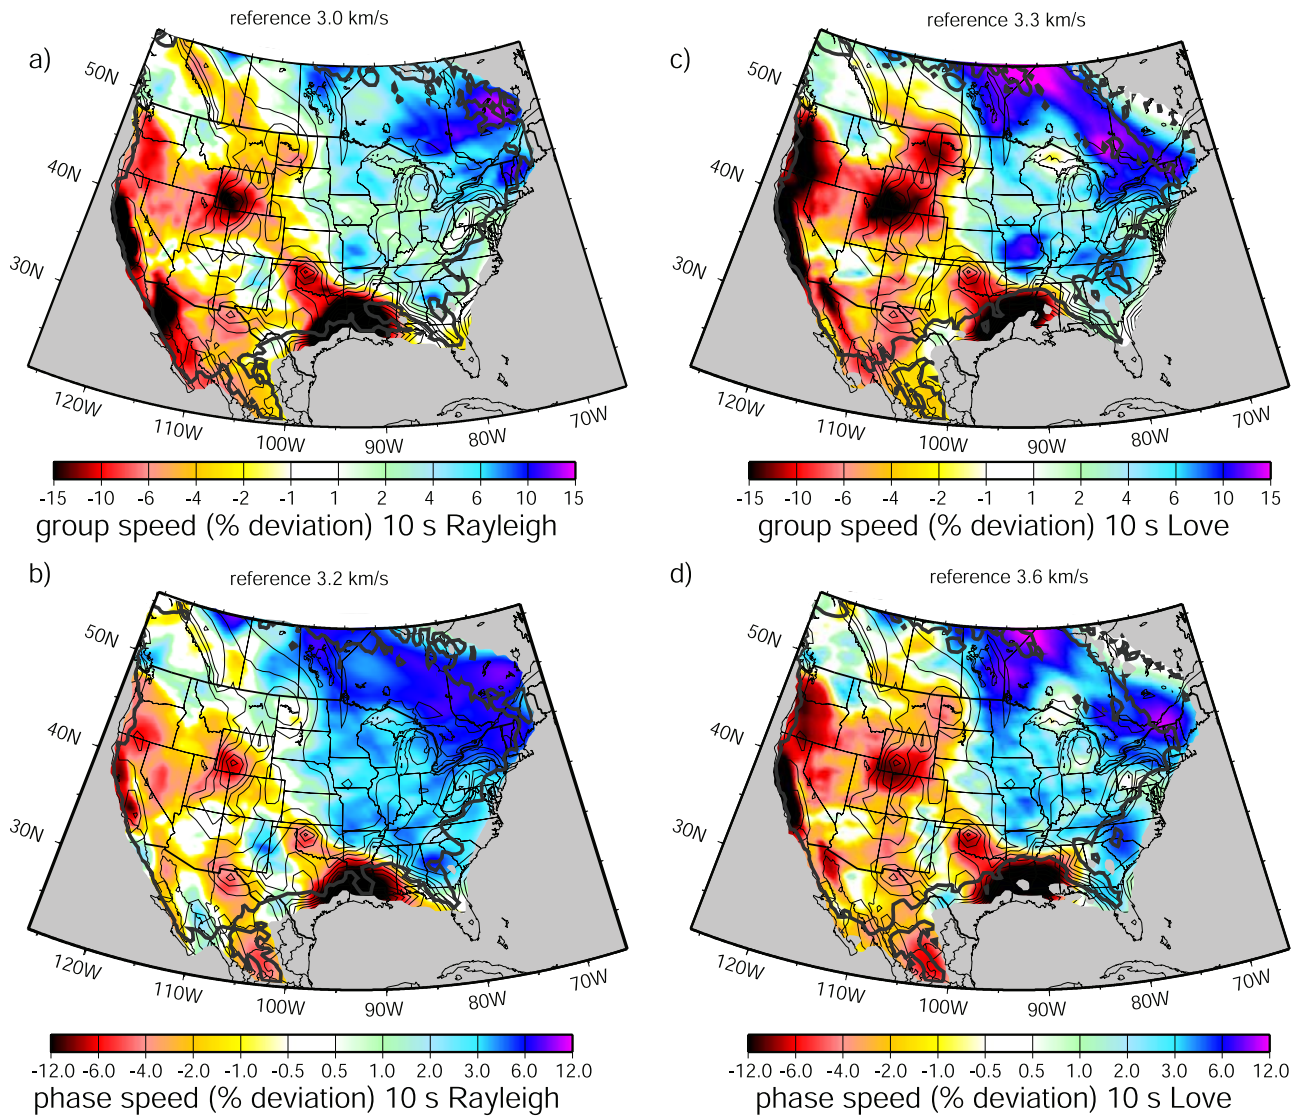 reference 3.0 km/s
a)
50N
40N
30N
120W
110W
100W
90W
80W
70W
-15 -10 -6 -4 -2 -1 1 2 4 6 10 15
group speed (% deviation) 10 s Rayleigh
reference 3.3 km/s
c)
50N
40N
30N
120W
110W
100W
90W
80W
70W
-15 -10 -6 -4 -2 -1 1 2 4 6 10 15
group speed (% deviation) 10 s Love
b)
reference 3.2 km/s
50N
40N
30N
120W
110W
100W
90W
80W
70W
-12.0 -6.0 -4.0 -2.0 -1.0 -0.5 0.5 1.0 2.0 3.0 6.0 12.0
phase speed (% deviation) 10 s Rayleigh
d)
reference 3.6 km/s
50N
40N
30N
120W
110W
100W
90W
80W
70W
-12.0 -6.0 -4.0 -2.0 -1.0 -0.5 0.5 1.0 2.0 3.0 6.0 12.0
phase speed (% deviation) 10 s Love